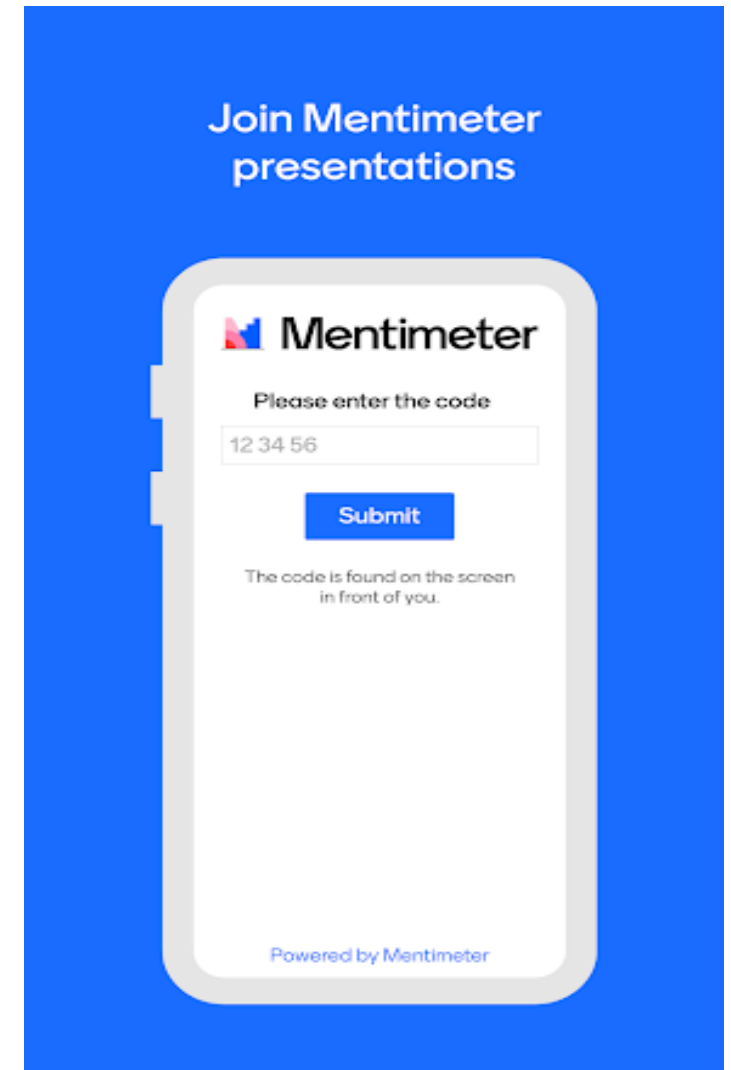 Join Mentimeter
presentations
Mentimeter
Please enter the code
12 34 56
Submit
The code is found on the screen
in front of you.
Powered by Mentimeter